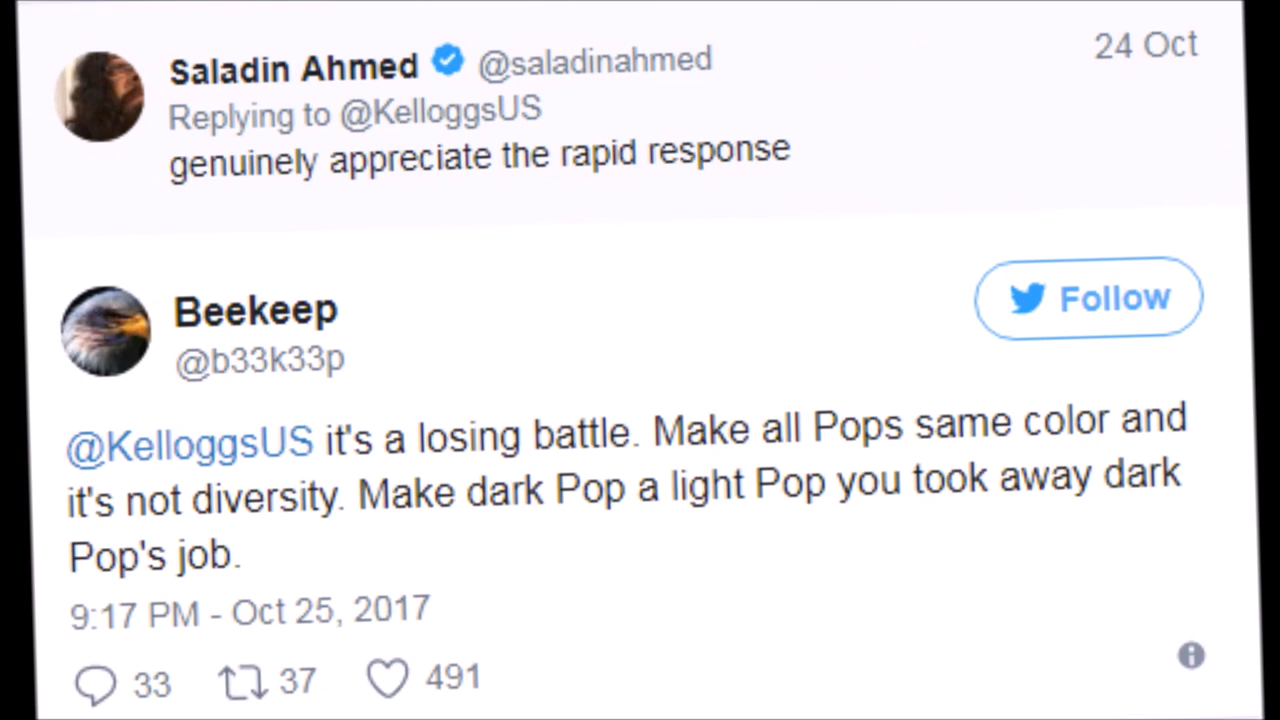 Saladin Ahmed @saladinahmed 24 Oct
Replying to @KelloggsUS
genuinely appreciate the rapid response
Beekeep
@b33k33p
Follow
@KelloggsUS it's a losing battle. Make all Pops same color and
it's not diversity. Make dark Pop a light Pop you took away dark
Pop's job.
9:17 PM - Oct 25, 2017
33 37 491